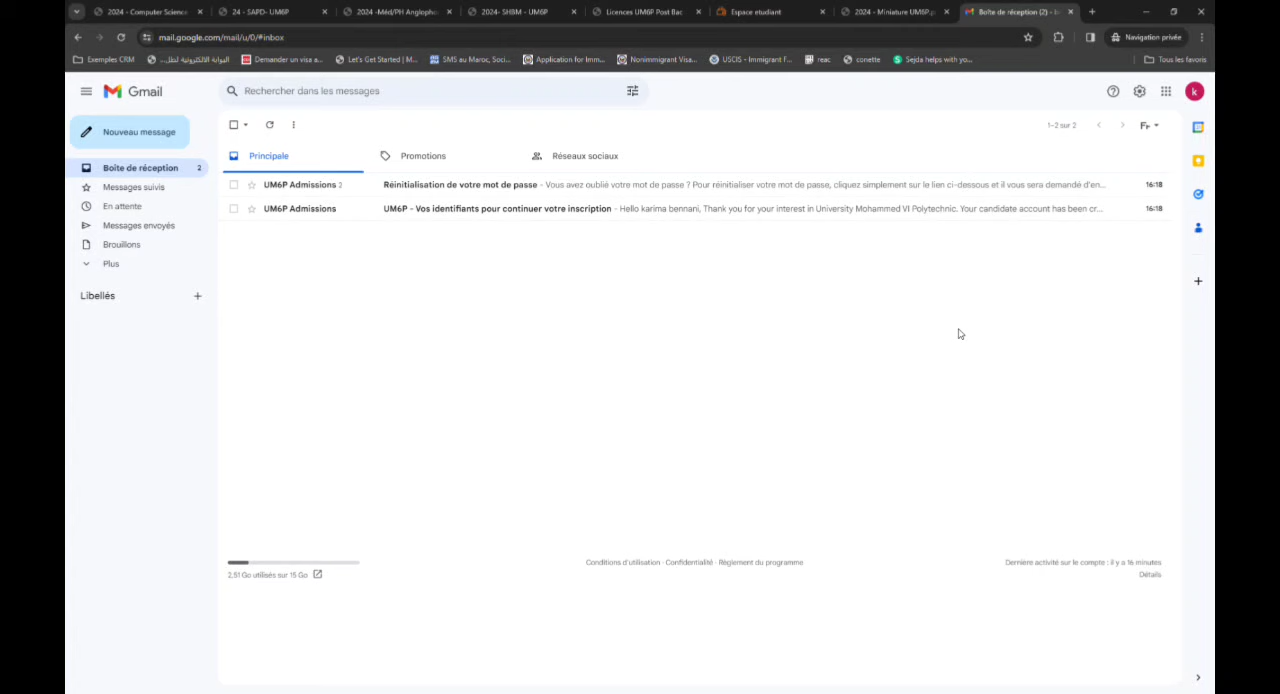 2024 - Computer Science
24 - SAPD- UM6P
2024 -Méd/PH Anglopho
2024- SHBM - UM6P
Licences UM6P Post Bac
Espace etudiant
2024 - Miniature UM6P.p
Boîte de réception (2) - k
mail.google.com/mail/u/0/#inbox
Navigation privée
Exemples CRM
البوابة الالكترونية لنقل...
Demander un visa a...
Let's Get Started | M...
SMS au Maroc, Soci...
Application for Imm...
Nonimmigrant Visa...
USCIS - Immigrant F...
reac
conette
Sejda helps with yo...
Tous les favoris
Gmail
Rechercher dans les messages
k
Nouveau message
1–2 sur 2
Boîte de réception 2
Messages suivis
En attente
Messages envoyés
Brouillons
Plus
Libellés
Principale
Promotions
Réseaux sociaux
UM6P Admissions 2 Réinitialisation de votre mot de passe - Vous avez oublié votre mot de passe ? Pour réinitialiser votre mot de passe, cliquez simplement sur le lien ci-dessous et il vous sera demandé d'en... 16:18
UM6P Admissions UM6P - Vos identifiants pour continuer votre inscription - Hello karima bennani, Thank you for your interest in University Mohammed VI Polytechnic. Your candidate account has been cr... 16:18
2,51 Go utilisés sur 15 Go
Conditions d'utilisation · Confidentialité · Règlement du programme
Dernière activité sur le compte : il y a 16 minutes
Détails